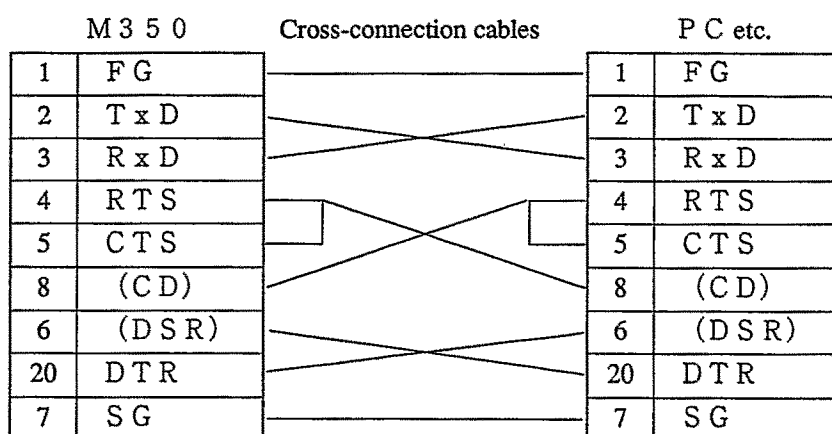 M350 Cross-connection cables PC etc.
1 FG 1 FG
2 TxD 2 TxD
3 RxD 3 RxD
4 RTS 4 RTS
5 CTS 5 CTS
8 (CD) 8 (CD)
6 (DSR) 6 (DSR)
20 DTR 20 DTR
7 SG 7 SG